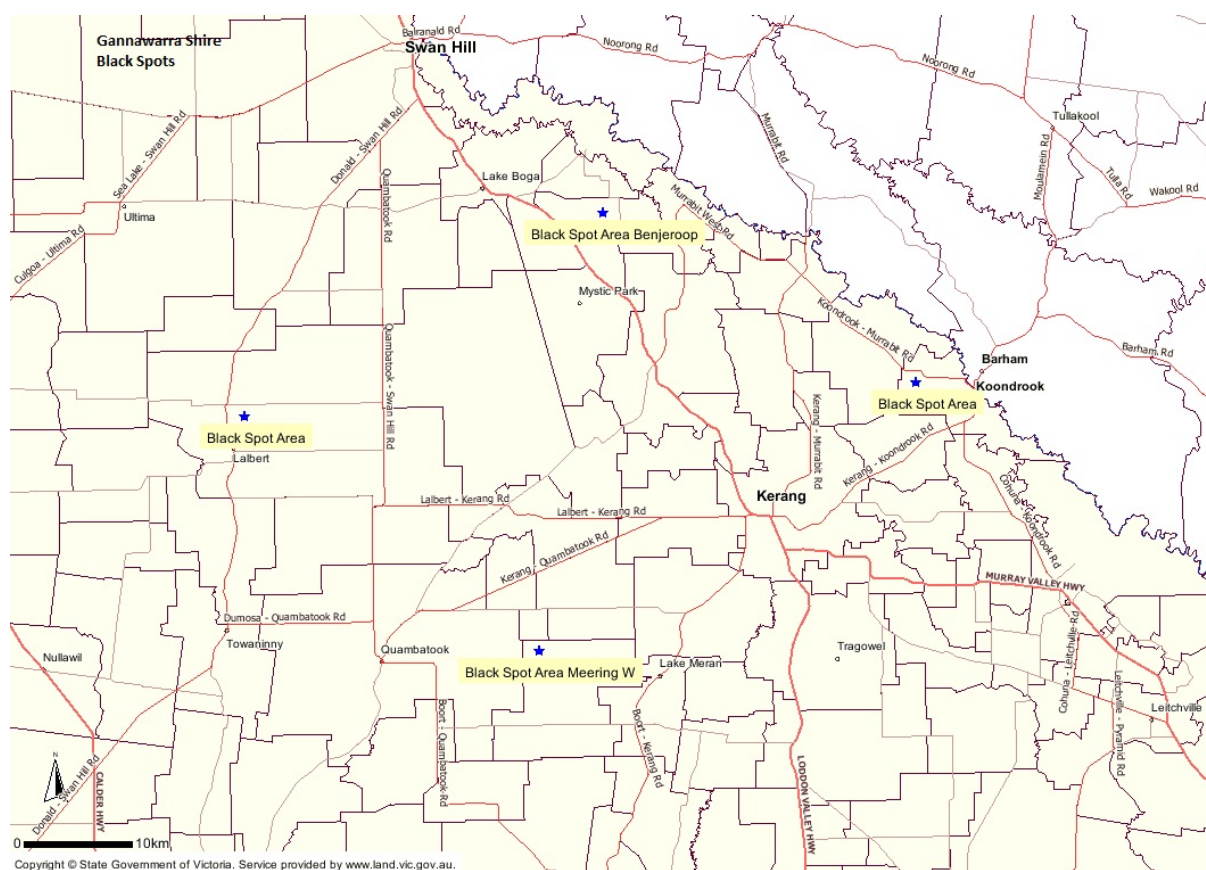 Gannawarra Shire
Black Spots
Balranald Rd
Swan Hill
Noorong Rd
Noorong Rd
Tullakool
Murrabit Rd
Moulamein Rd
Tulla Rd
Wakool Rd
Donald - Swan Hill Rd
Sea Lake - Swan Hill Rd
Quambatook Rd
Lake Boga
Ultima
Murrabit West Rd
Black Spot Area Benjeroop
Culgoa - Ultima Rd
Mystic Park
Koondrook - Murrabit Rd
Barham Rd
Barham
Koondrook
Quambatook - Swan Hill Rd
Kerang - Murrabit Rd
Black Spot Area
Black Spot Area
Lalbert
Kerang - Koondrook Rd
Cohuna - Koondrook Rd
Lalbert - Kerang Rd
Kerang
Lalbert - Kerang Rd
Kerang - Quambatook Rd
MURRAY VALLEY HWY
Dumosa - Quambatook Rd
Towaninny
Quambatook
Black Spot Area Meering W
Lake Meran
Tragowel
Nullawil
Cohuna - Leitchville Rd
Leitchville - Pyramid Rd
Leitchville
Boort - Quambatook Rd
Boort - Kerang Rd
LODDON VALLEY HWY
N
Donald - Swan Hill Rd
CALDER HWY
0 10km
Copyright © State Government of Victoria. Service provided by www.land.vic.gov.au.